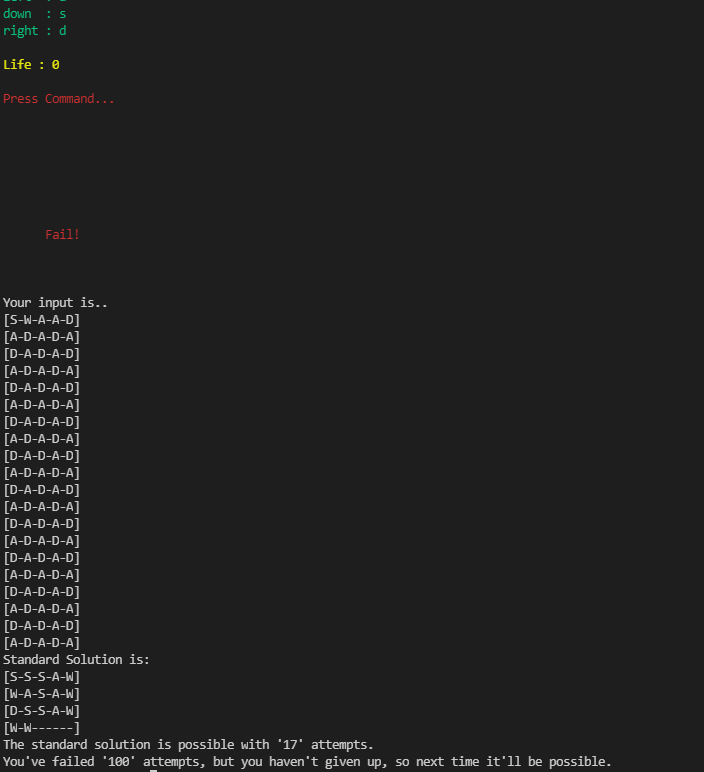 down  : s
right : d
Life : 0
Press Command...
Fail!
Your input is..
[S-W-A-A-D]
[A-D-A-D-A]
[D-A-D-A-D]
[A-D-A-D-A]
[D-A-D-A-D]
[A-D-A-D-A]
[D-A-D-A-D]
[A-D-A-D-A]
[D-A-D-A-D]
[A-D-A-D-A]
[D-A-D-A-D]
[A-D-A-D-A]
[D-A-D-A-D]
[A-D-A-D-A]
[D-A-D-A-D]
[A-D-A-D-A]
[D-A-D-A-D]
[A-D-A-D-A]
[D-A-D-A-D]
[A-D-A-D-A]
Standard Solution is:
[S-S-S-A-W]
[W-A-S-A-W]
[D-S-S-A-W]
[W-W------]
The standard solution is possible with '17' attempts.
You've failed '100' attempts, but you haven't given up, so next time it'll be possible.